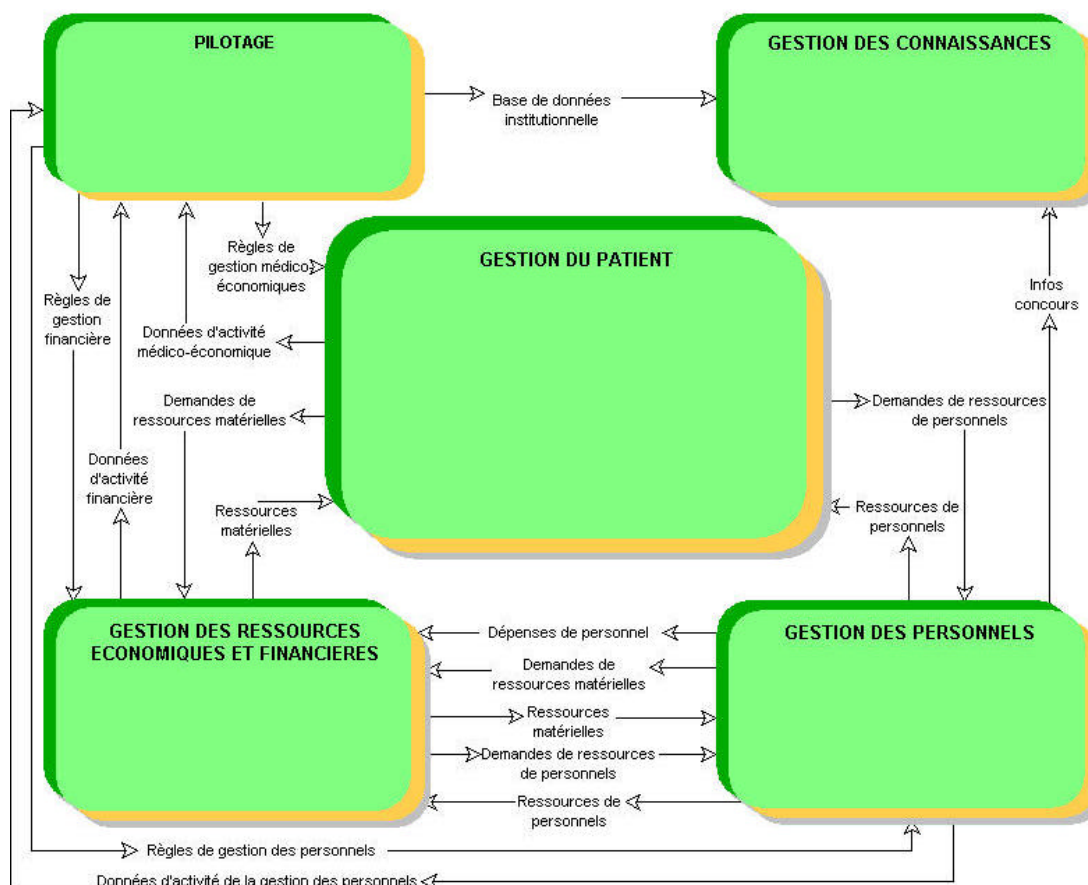 PILOTAGE
GESTION DES CONNAISSANCES
Base de données
institutionnelle
Règles de
gestion médico
économiques
GESTION DU PATIENT
Règles de
gestion
financière
Infos
concours
Données d'activité
médico-économique
Demandes de
ressources matérielles
Demandes de ressources
de personnels
Données
d'activité
financière
Ressources
matérielles
Ressources de
personnels
GESTION DES RESSOURCES
ECONOMIQUES ET FINANCIERES
GESTION DES PERSONNELS
Dépenses de personnel
Demandes de
ressources matérielles
Ressources
matérielles
Demandes de ressources
de personnels
Ressources de
personnels
Règles de gestion des personnels
Données d'activité de la gestion des personnels